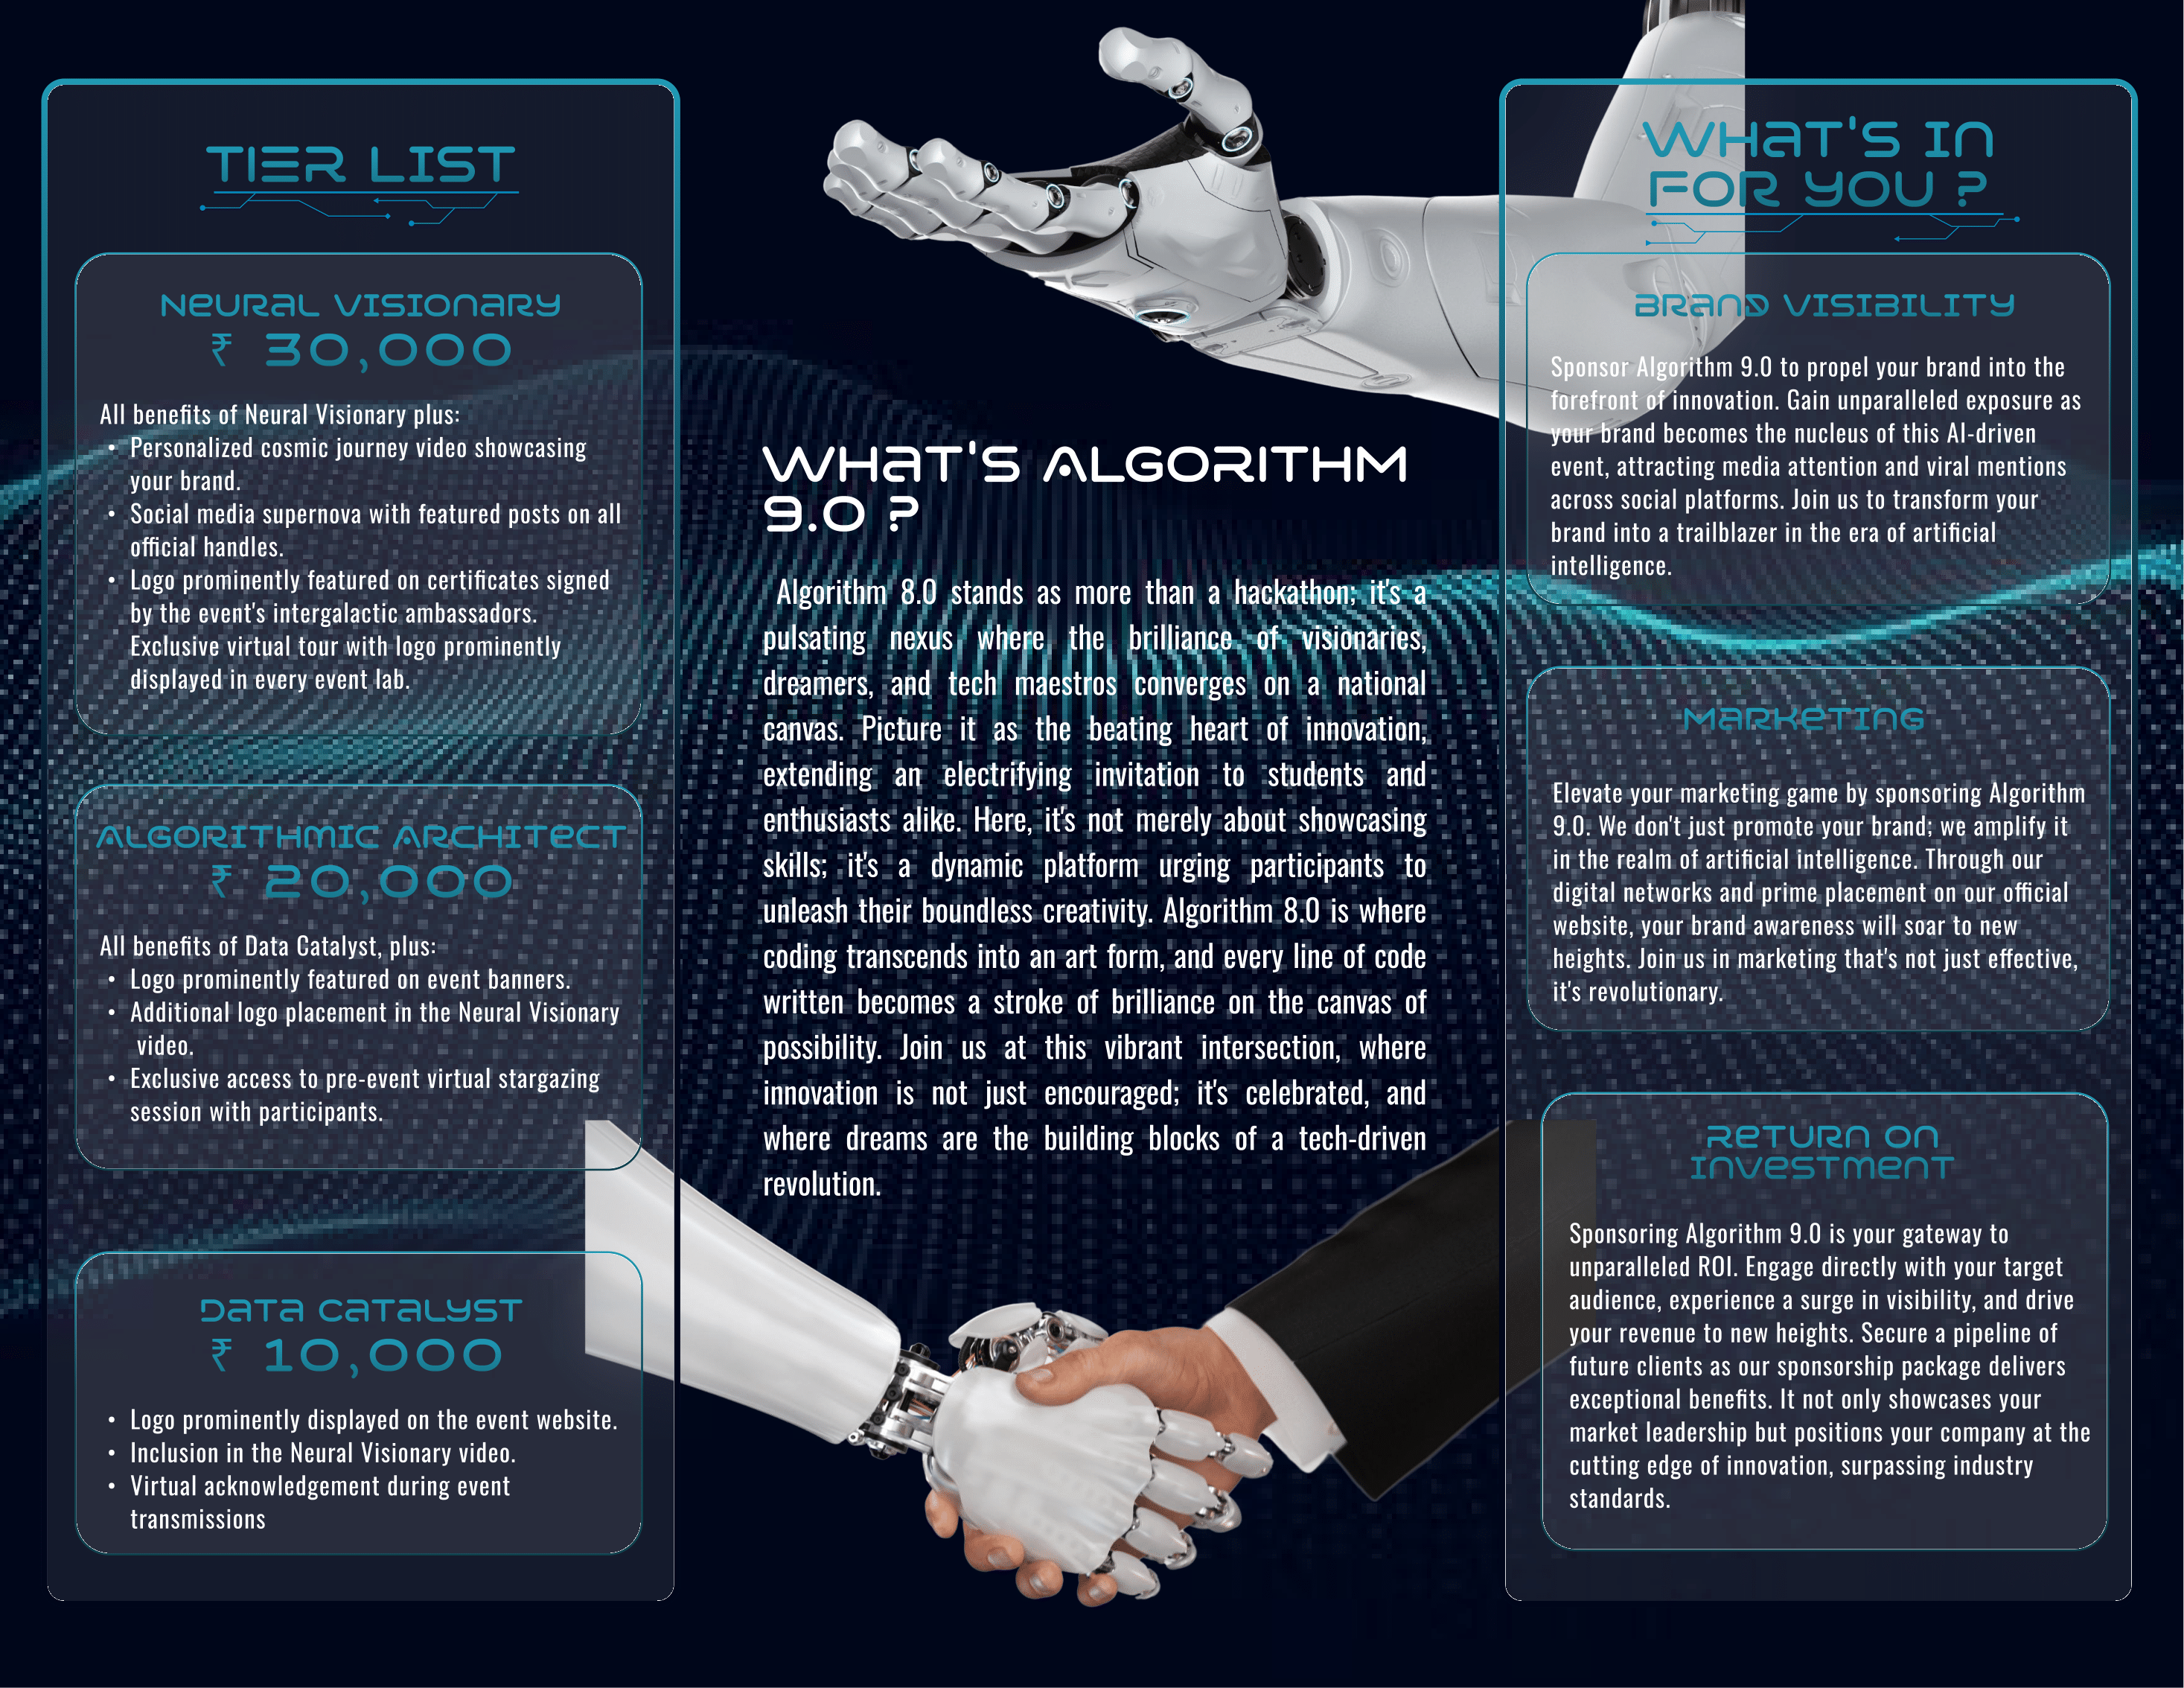 TIER LIST
NEURAL VISIONARY
₹ 30,000
All benefits of Neural Visionary plus:
• Personalized cosmic journey video showcasing
your brand.
• Social media supernova with featured posts on all
official handles.
• Logo prominently featured on certificates signed
by the event's intergalactic ambassadors.
Exclusive virtual tour with logo prominently
displayed in every event lab.
ALGORITHMIC ARCHITECT
₹ 20,000
All benefits of Data Catalyst, plus:
• Logo prominently featured on event banners.
• Additional logo placement in the Neural Visionary
video.
• Exclusive access to pre-event virtual stargazing
session with participants.
DATA CATALYST
₹ 10,000
• Logo prominently displayed on the event website.
• Inclusion in the Neural Visionary video.
• Virtual acknowledgement during event
transmissions
WHAT'S ALGORITHM
9.0 ?
Algorithm 8.0 stands as more than a hackathon; it's a
pulsating nexus where the brilliance of visionaries,
dreamers, and tech maestros converges on a national
canvas. Picture it as the beating heart of innovation,
extending an electrifying invitation to students and
enthusiasts alike. Here, it's not merely about showcasing
skills; it's a dynamic platform urging participants to
unleash their boundless creativity. Algorithm 8.0 is where
coding transcends into an art form, and every line of code
written becomes a stroke of brilliance on the canvas of
possibility. Join us at this vibrant intersection, where
innovation is not just encouraged; it's celebrated, and
where dreams are the building blocks of a tech-driven
revolution.
WHAT'S IN
FOR YOU ?
BRAND VISIBILITY
Sponsor Algorithm 9.0 to propel your brand into the
forefront of innovation. Gain unparalleled exposure as
your brand becomes the nucleus of this AI-driven
event, attracting media attention and viral mentions
across social platforms. Join us to transform your
brand into a trailblazer in the era of artificial
intelligence.
MARKETING
Elevate your marketing game by sponsoring Algorithm
9.0. We don't just promote your brand; we amplify it
in the realm of artificial intelligence. Through our
digital networks and prime placement on our official
website, your brand awareness will soar to new
heights. Join us in marketing that's not just effective,
it's revolutionary.
RETURN ON
INVESTMENT
Sponsoring Algorithm 9.0 is your gateway to
unparalleled ROI. Engage directly with your target
audience, experience a surge in visibility, and drive
your revenue to new heights. Secure a pipeline of
future clients as our sponsorship package delivers
exceptional benefits. It not only showcases your
market leadership but positions your company at the
cutting edge of innovation, surpassing industry
standards.